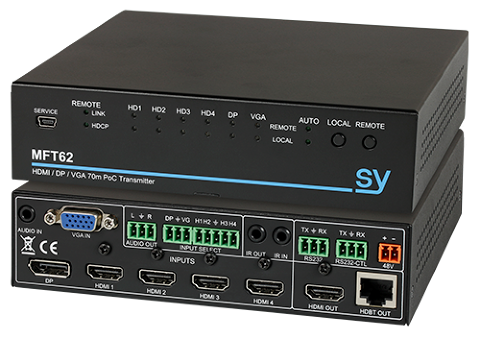 SERVICE
REMOTE
LINK
HDCP
HD1 HD2 HD3 HD4 DP VGA
REMOTE
LOCAL
AUTO LOCAL REMOTE
MFT62
HDMI / DP / VGA 70m PoC Transmitter
sy
AUDIO IN
VGA IN
L R
AUDIO OUT
DP VG H1 H2 H3 H4
INPUT SELECT
IR OUT IR IN
TX RX
RS232
TX RX
RS232-CTL
+ -
48V
CE
INPUTS
DP
HDMI 1
HDMI 2
HDMI 3
HDMI 4
HDMI OUT
HDBT OUT